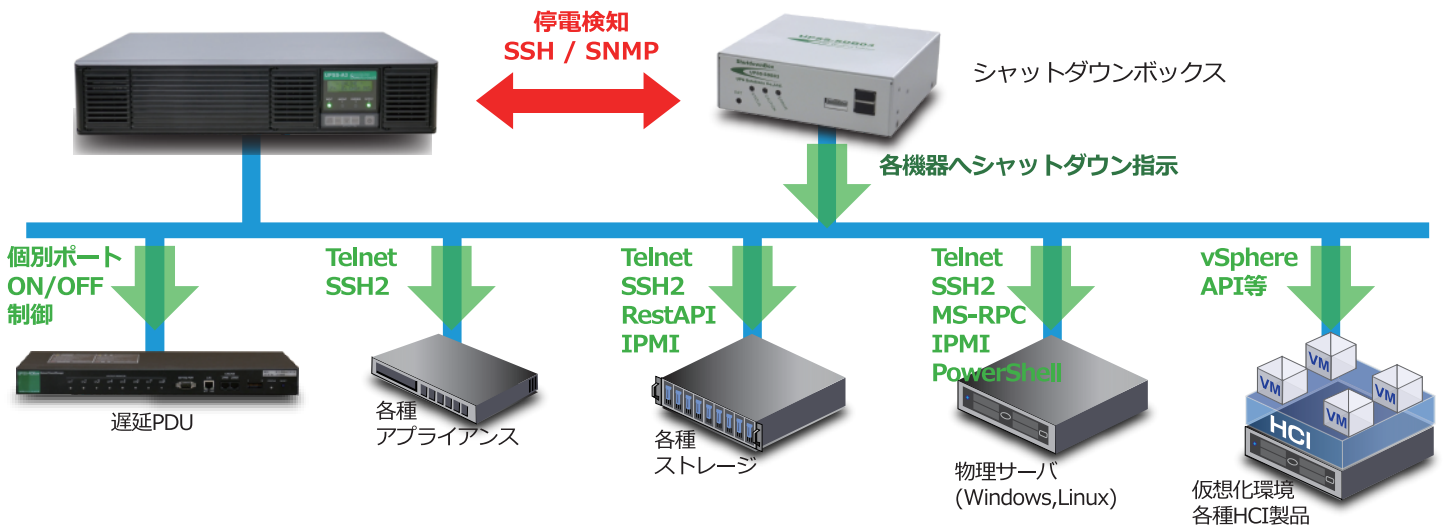 停電検知
SSH / SNMP
シャットダウンボックス
各機器へシャットダウン指示
個別ポート
ON/OFF
制御
Telnet
SSH2
Telnet
SSH2
RestAPI
IPMI
Telnet
SSH2
MS-RPC
IPMI
PowerShell
vSphere
API等
遅延PDU
各種
アプライアンス
各種
ストレージ
物理サーバ
(Windows,Linux)
VM
VM
VM
VM
HCI
仮想化環境
各種HCI製品